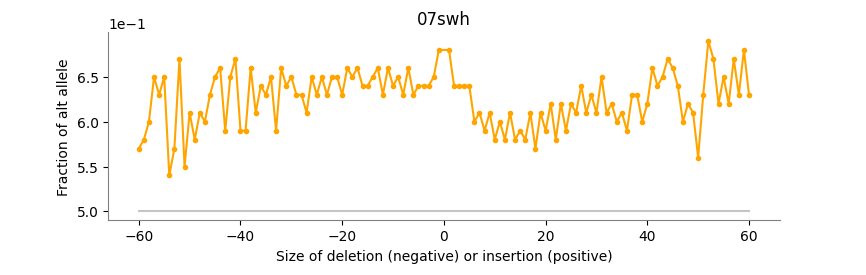 07swh
1e−1
Fraction of alt allele
6.5
6.0
5.5
5.0
−60 −40 −20 0 20 40 60
Size of deletion (negative) or insertion (positive)